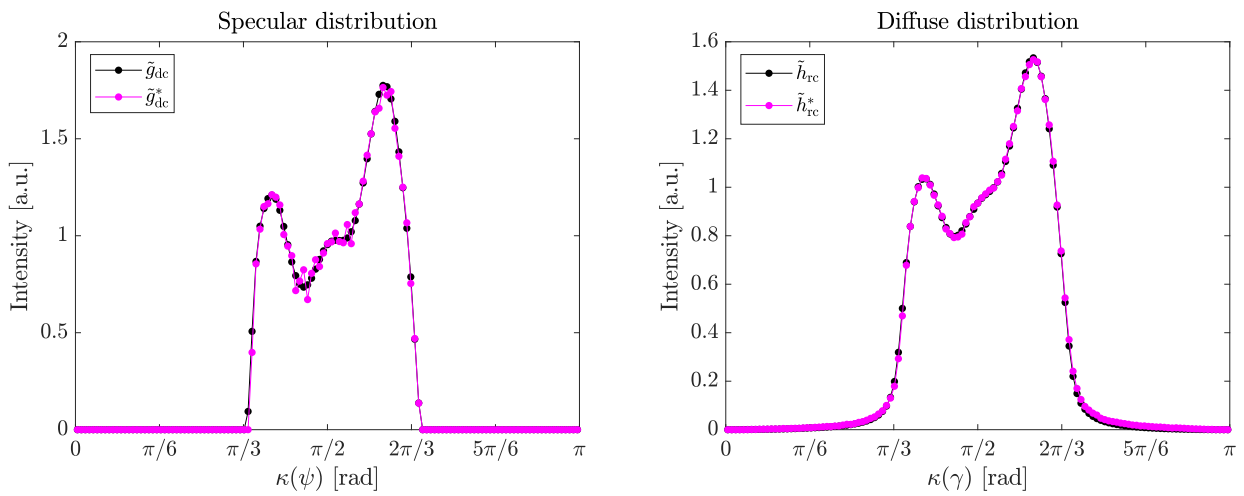 Specular distribution
g̃dc
g̃*dc
Intensity [a.u.]
2
1.5
1
0.5
0
0 π/6 π/3 π/2 2π/3 5π/6 π
κ(ψ) [rad]
Diffuse distribution
h̃rc
h̃*rc
Intensity [a.u.]
1.6
1.4
1.2
1
0.8
0.6
0.4
0.2
0
0 π/6 π/3 π/2 2π/3 5π/6 π
κ(γ) [rad]